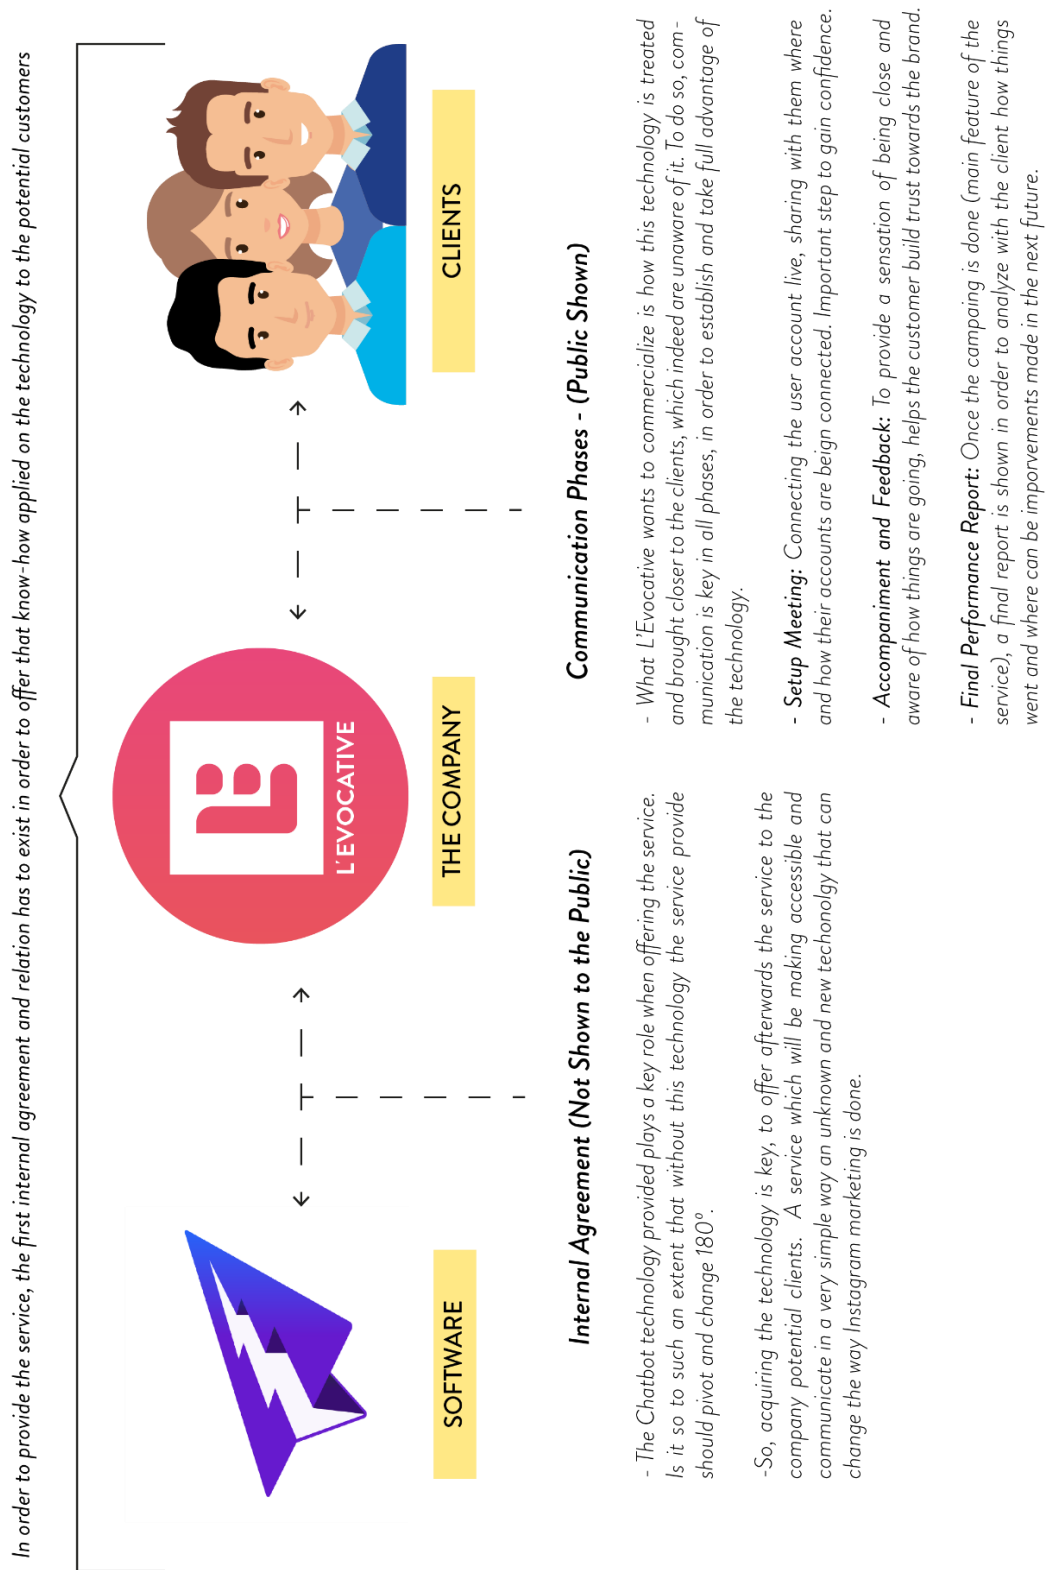 In order to provide the service, the first internal agreement and relation has to exist in order to offer that know-how applied on the technology to the potential customers
SOFTWARE
L'EVOCATIVE
THE COMPANY
CLIENTS
Internal Agreement (Not Shown to the Public)
- The Chatbot technology provided plays a key role when offering the service.
Is it so to such an extent that without this technology the service provide
should pivot and change 180º.
-So, acquiring the technology is key, to offer afterwards the service to the
company potential clients. A service which will be making accessible and
communicate in a very simple way an unknown and new techonolgy that can
change the way Instagram marketing is done.
Communication Phases - (Public Shown)
- What L'Evocative wants to commercialize is how this technology is treated
and brought closer to the clients, which indeed are unaware of it. To do so, com-
munication is key in all phases, in order to establish and take full advantage of
the technology.
- Setup Meeting: Connecting the user account live, sharing with them where
and how their accounts are beign connected. Important step to gain confidence.
- Accompaniment and Feedback: To provide a sensation of being close and
aware of how things are going, helps the customer build trust towards the brand.
- Final Performance Report: Once the campaing is done (main feature of the
service), a final report is shown in order to analyze with the client how things
went and where can be imporvements made in the next future.